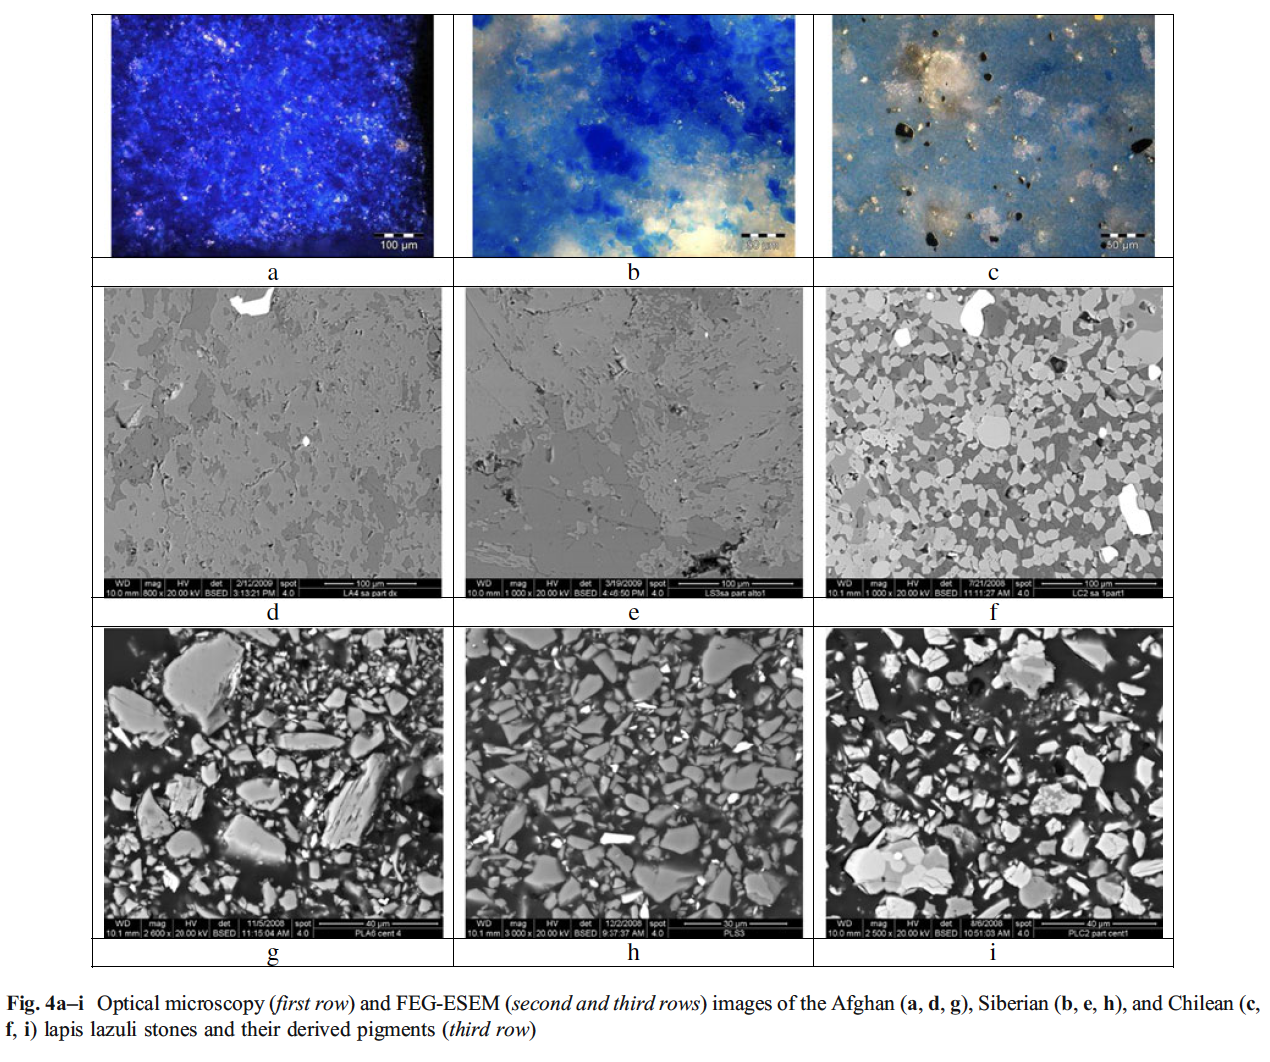 100 µm
50 µm
50 µm
a
b
c
WD mag HV det 2/12/2009 spot 100 µm
10.0 mm 800 x 20.00 kV BSED 3:13:21 PM 4.0 LA4 sa part dx
WD mag HV det 3/19/2009 spot 100 µm
10.0 mm 1 000 x 20.00 kV BSED 4:46:50 PM 4.0 LS3sa part alto1
WD mag HV det 7/21/2008 spot 100 µm
10.1 mm 1 000 x 20.00 kV BSED 11:11:27 AM 4.0 LC2 sa 1part1
d
e
f
WD mag HV det 11/5/2008 spot 40 µm
10.1 mm 2 600 x 20.00 kV BSED 11:15:04 AM 4.0 PLA6 cent 4
WD mag HV det 12/2/2008 spot 30 µm
10.1 mm 3 000 x 20.00 kV BSED 9:37:37 AM 4.0 PLS3
WD mag HV det 8/6/2008 spot 40 µm
10.0 mm 2 500 x 20.00 kV BSED 10:51:03 AM 4.0 PLC2 part cent1
g
h
i
Fig. 4a–i Optical microscopy (first row) and FEG-ESEM (second and third rows) images of the Afghan (a, d, g), Siberian (b, e, h), and Chilean (c,
f, i) lapis lazuli stones and their derived pigments (third row)